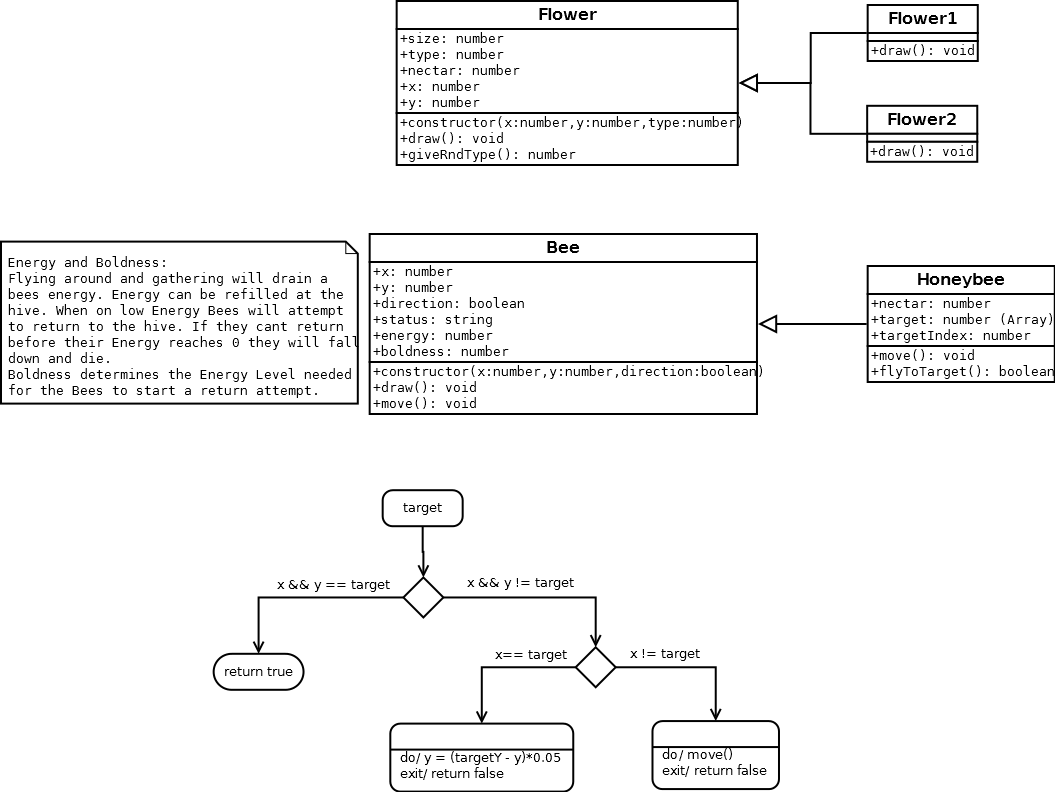 Flower
+size: number
+type: number
+nectar: number
+x: number
+y: number
+constructor(x:number,y:number,type:number)
+draw(): void
+giveRndType(): number
Flower1
+draw(): void
Flower2
+draw(): void
Energy and Boldness:
Flying around and gathering will drain a
bees energy. Energy can be refilled at the
hive. When on low Energy Bees will attempt
to return to the hive. If they cant return
before their Energy reaches 0 they will fall
down and die.
Boldness determines the Energy Level needed
for the Bees to start a return attempt.
Bee
+x: number
+y: number
+direction: boolean
+status: string
+energy: number
+boldness: number
+constructor(x:number,y:number,direction:boolean)
+draw(): void
+move(): void
Honeybee
+nectar: number
+target: number (Array)
+targetIndex: number
+move(): void
+flyToTarget(): boolean
target
x && y == target
x && y != target
return true
x== target
x != target
do/ y = (targetY - y)*0.05
exit/ return false
do/ move()
exit/ return false